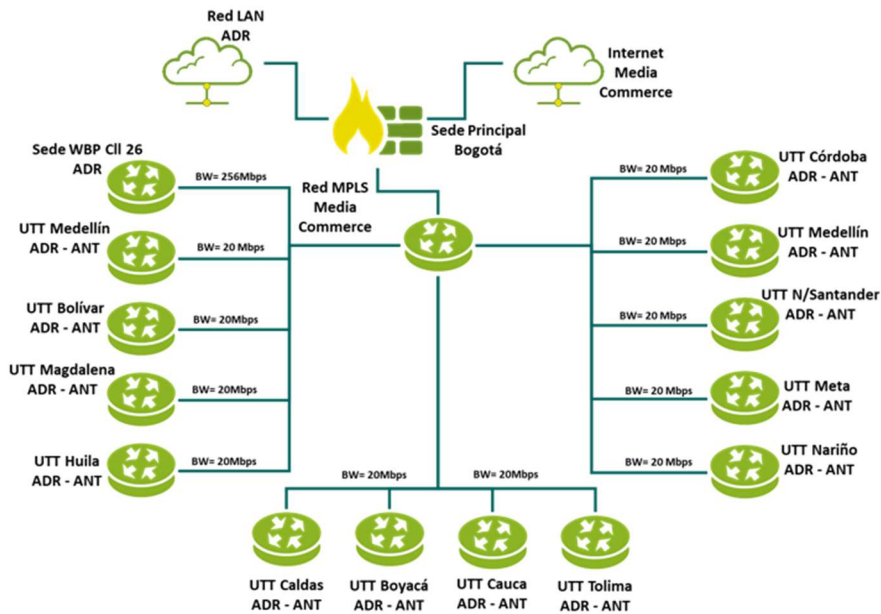 Red LAN
ADR
Internet
Media
Commerce
Sede Principal
Bogotá
Sede WBP Cll 26
ADR
BW= 256Mbps
Red MPLS
Media
Commerce
UTT Medellín
ADR - ANT
BW= 20 Mbps
UTT Bolívar
ADR - ANT
BW= 20Mbps
UTT Magdalena
ADR - ANT
BW= 20Mbps
UTT Huila
ADR - ANT
BW= 20Mbps
BW= 20 Mbps
UTT Córdoba
ADR - ANT
BW= 20 Mbps
UTT Medellín
ADR - ANT
BW= 20 Mbps
UTT N/Santander
ADR - ANT
BW= 20 Mbps
UTT Meta
ADR - ANT
BW= 20 Mbps
UTT Nariño
ADR - ANT
BW= 20Mbps
BW= 20Mbps
UTT Caldas
ADR - ANT
UTT Boyacá
ADR - ANT
UTT Cauca
ADR - ANT
UTT Tolima
ADR - ANT